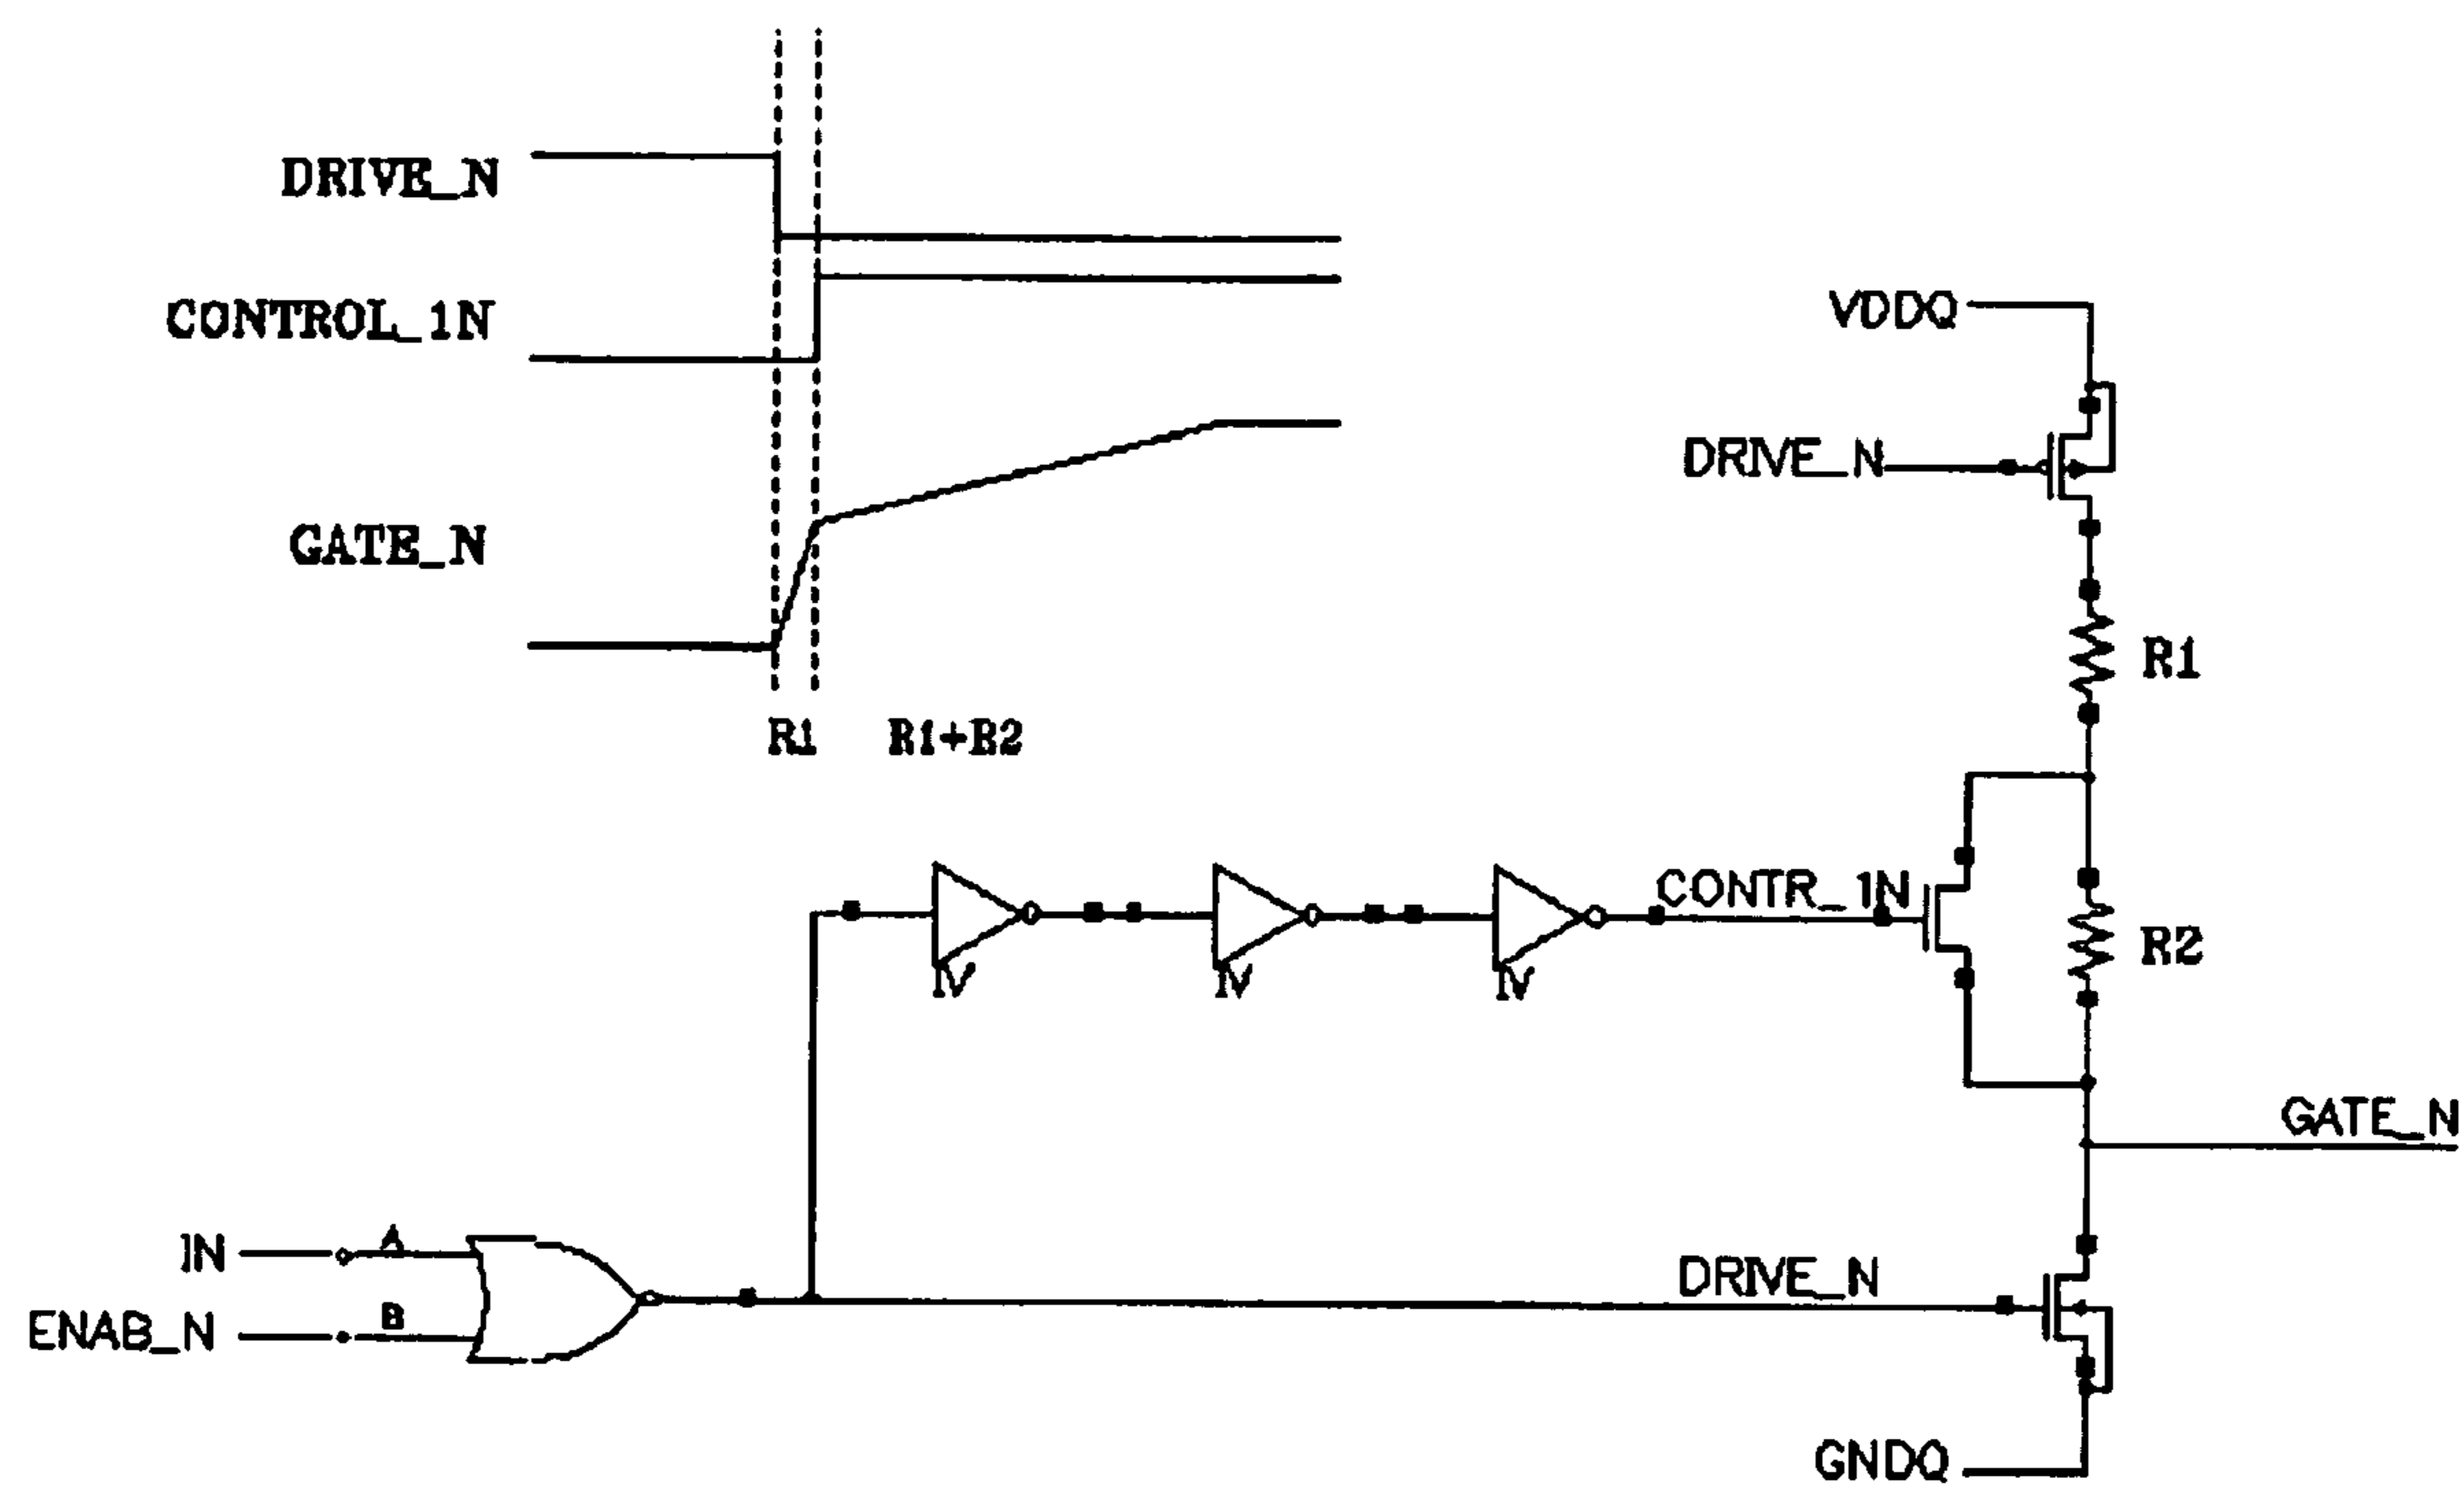 DRIVE_N
CONTROL_1N
GATE_N
R1 R1+R2
VDDQ
DRIVE_N
R1
CONTR_1N
IV IV IV
R2
GATE_N
IN A
ENAB_N B
DRIVE_N
GNDQ